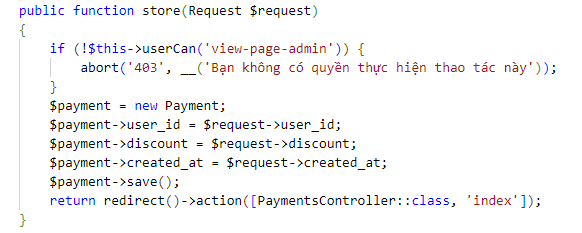 public function store(Request $request)
{
    if (!$this->userCan('view-page-admin')) {
        abort('403', __('Bạn không có quyền thực hiện thao tác này'));
    }
    $payment = new Payment;
    $payment->user_id = $request->user_id;
    $payment->discount = $request->discount;
    $payment->created_at = $request->created_at;
    $payment->save();
    return redirect()->action([PaymentsController::class, 'index']);
}